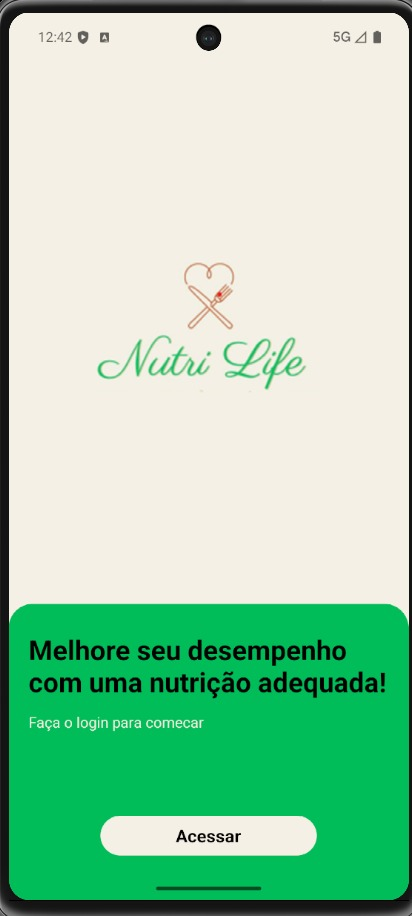 12:42
5G
Nutri Life
Melhore seu desempenho
com uma nutrição adequada!
Faça o login para comecar
Acessar